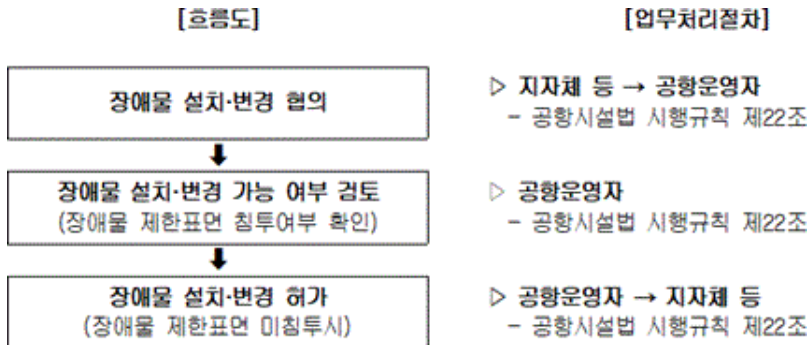 [흐름도]
[업무처리절차]
장애물 설치·변경 협의
▷ 지자체 등 → 공항운영자
- 공항시설법 시행규칙 제22조
장애물 설치·변경 가능 여부 검토
(장애물 제한표면 침투여부 확인)
▷ 공항운영자
- 공항시설법 시행규칙 제22조
장애물 설치·변경 허가
(장애물 제한표면 미침투시)
▷ 공항운영자 → 지자체 등
- 공항시설법 시행규칙 제22조